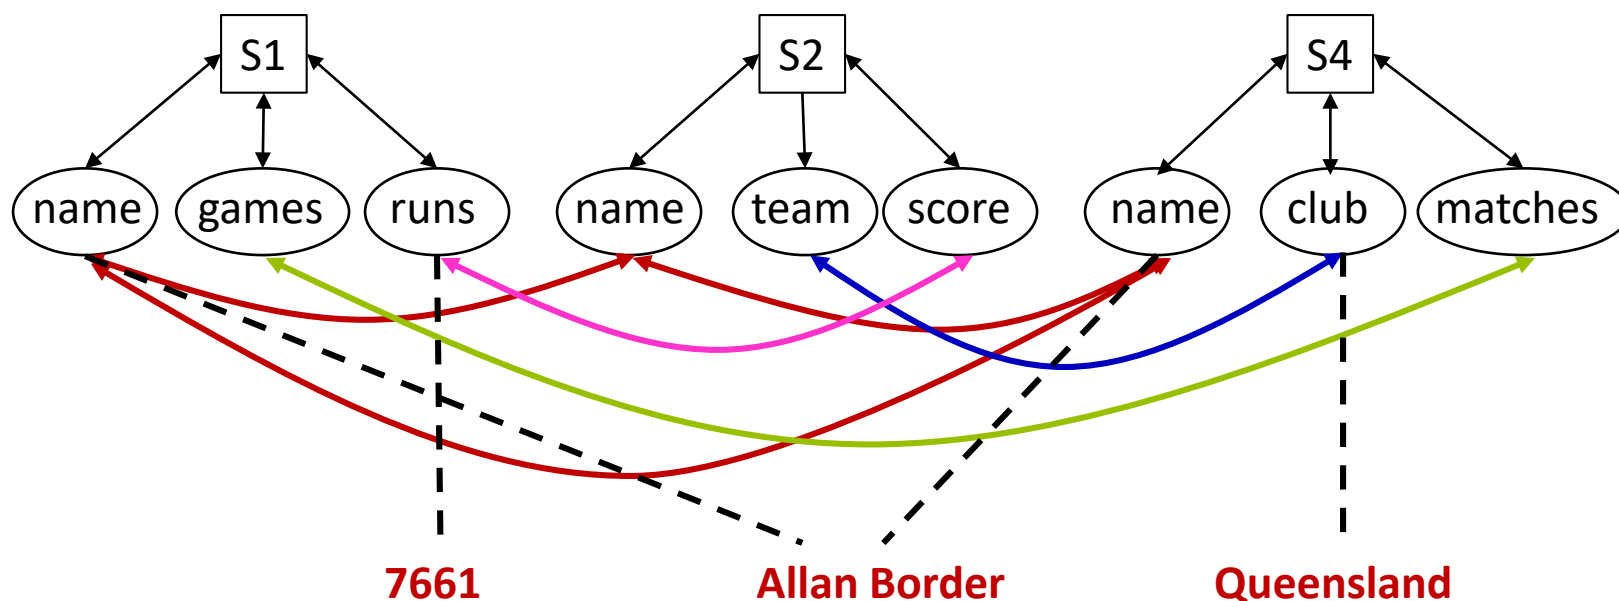 S1 S2 S4
name games runs name team score name club matches
7661 Allan Border Queensland